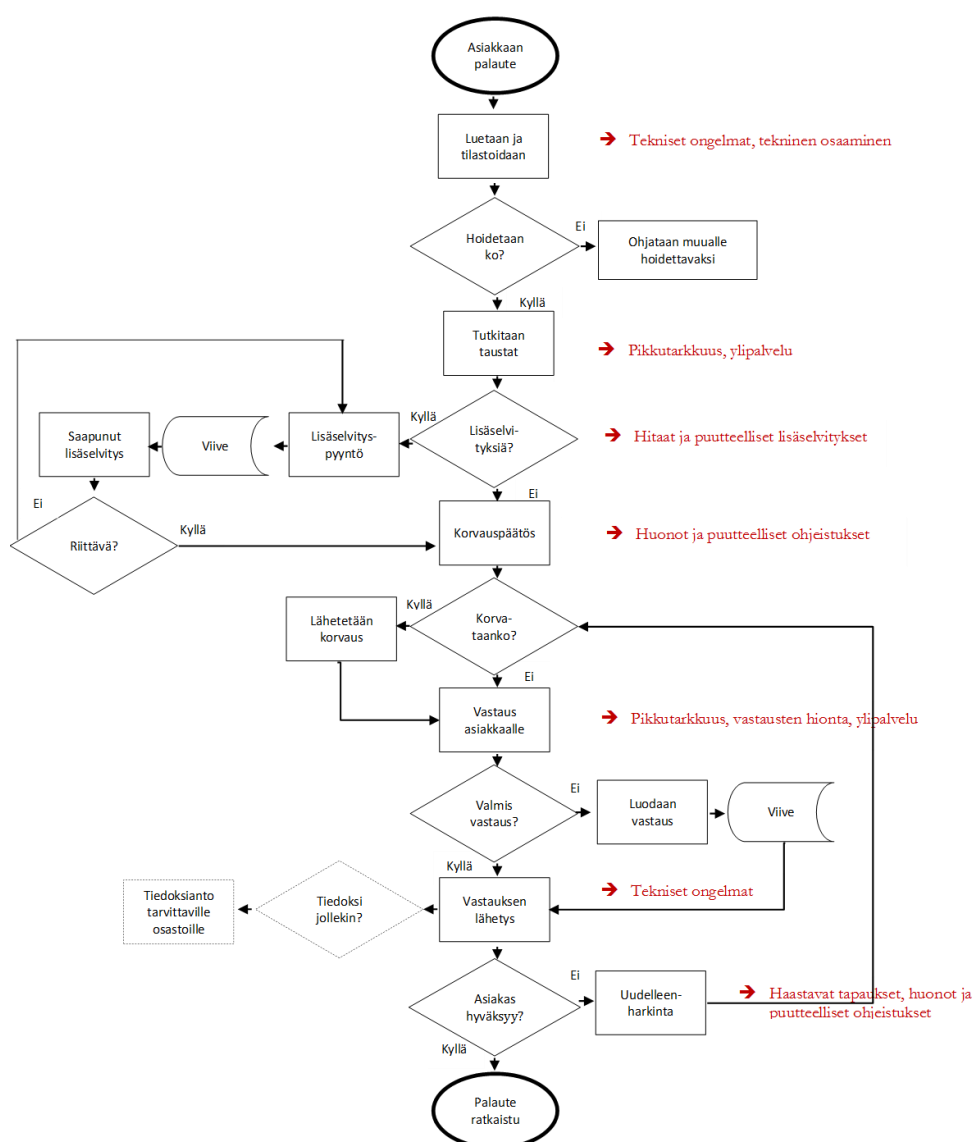 Asiakkaan
palaute
Luetaan ja
tilastoidaan
➔ Tekniset ongelmat, tekninen osaaminen
Hoidetaan
ko?
Ei
Ohjataan muualle
hoidettavaksi
Kyllä
Tutkitaan
taustat
➔ Pikkutarkkuus, ylipalvelu
Lisäselvi-
tyksiä?
Kyllä
Lisäselvitys-
pyyntö
Viive
Saapunut
lisäselvitys
➔ Hitaat ja puutteelliset lisäselvitykset
Ei
Ei
Riittävä?
Kyllä
Korvauspäätös
➔ Huonot ja puutteelliset ohjeistukset
Korva-
taanko?
Kyllä
Lähetetään
korvaus
Ei
Vastaus
asiakkaalle
➔ Pikkutarkkuus, vastausten hionta, ylipalvelu
Valmis
vastaus?
Ei
Luodaan
vastaus
Viive
Kyllä
Vastauksen
lähetys
➔ Tekniset ongelmat
Tiedoksi
jollekin?
Tiedoksianto
tarvittaville
osastoille
Asiakas
hyväksyy?
Ei
Uudelleen-
harkinta
➔ Haastavat tapaukset, huonot ja
puutteelliset ohjeistukset
Kyllä
Palaute
ratkaistu